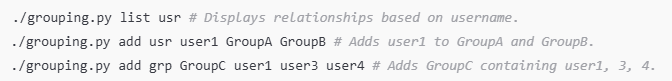 ./grouping.py list usr # Displays relationships based on username.
./grouping.py add usr user1 GroupA GroupB # Adds user1 to GroupA and GroupB.
./grouping.py add grp GroupC user1 user3 user4 # Adds GroupC containing user1, 3, 4.